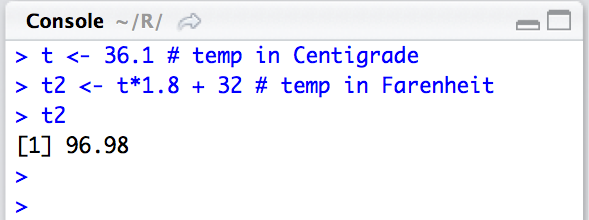 Console ~/R/
> t <- 36.1 # temp in Centigrade
> t2 <- t*1.8 + 32 # temp in Farenheit
> t2
[1] 96.98
>
>